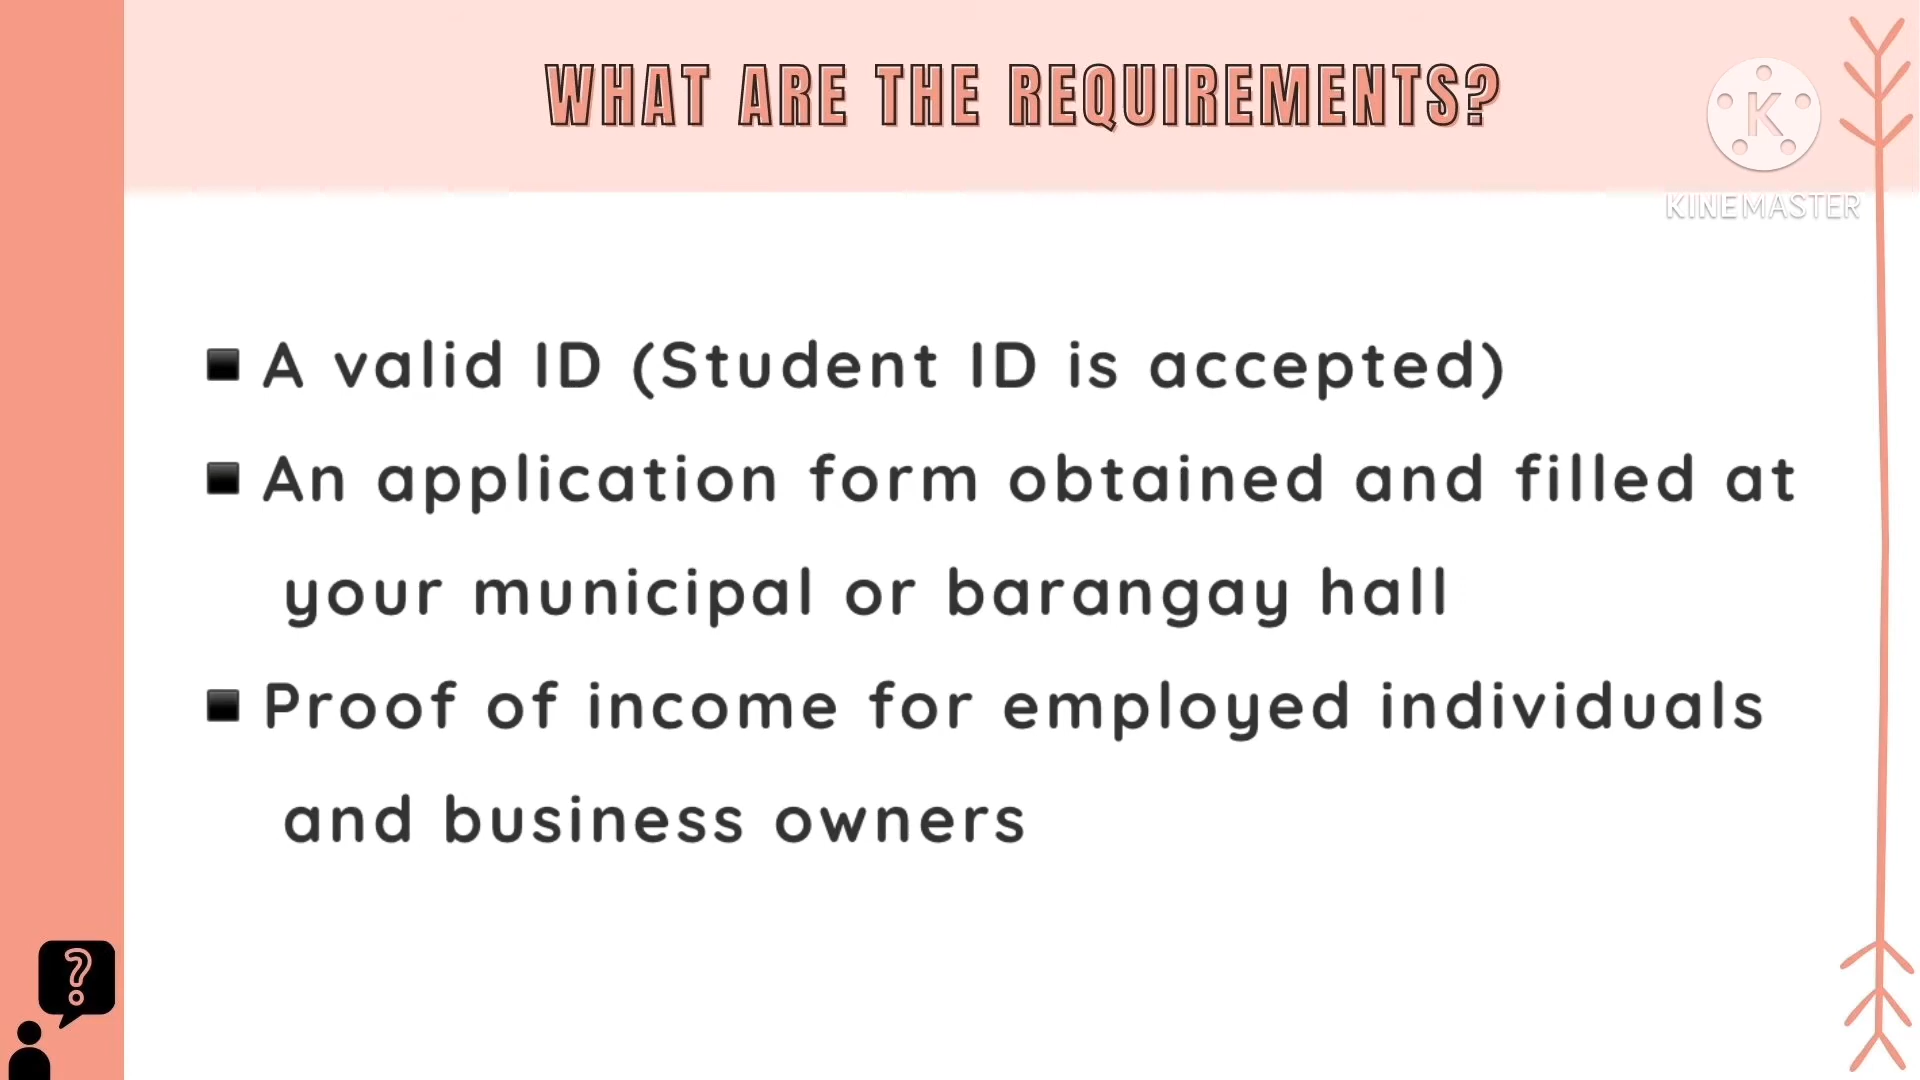 WHAT ARE THE REQUIREMENTS?
K
KINEMASTER
▪ A valid ID (Student ID is accepted)
▪ An application form obtained and filled at
your municipal or barangay hall
▪ Proof of income for employed individuals
and business owners
?